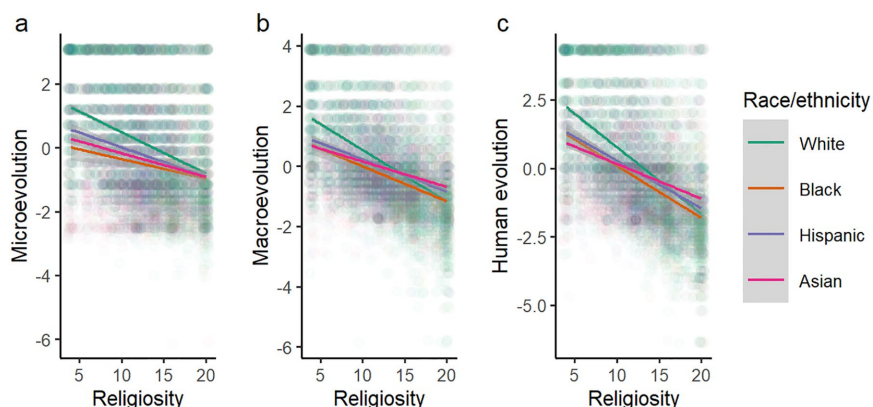 a
b
c
Microevolution
2
0
-2
-4
-6
5
10
15
20
Religiosity
Macroevolution
4
2
0
-2
-4
-6
5
10
15
20
Religiosity
Human evolution
2.5
0.0
-2.5
-5.0
5
10
15
20
Religiosity
Race/ethnicity
White
Black
Hispanic
Asian